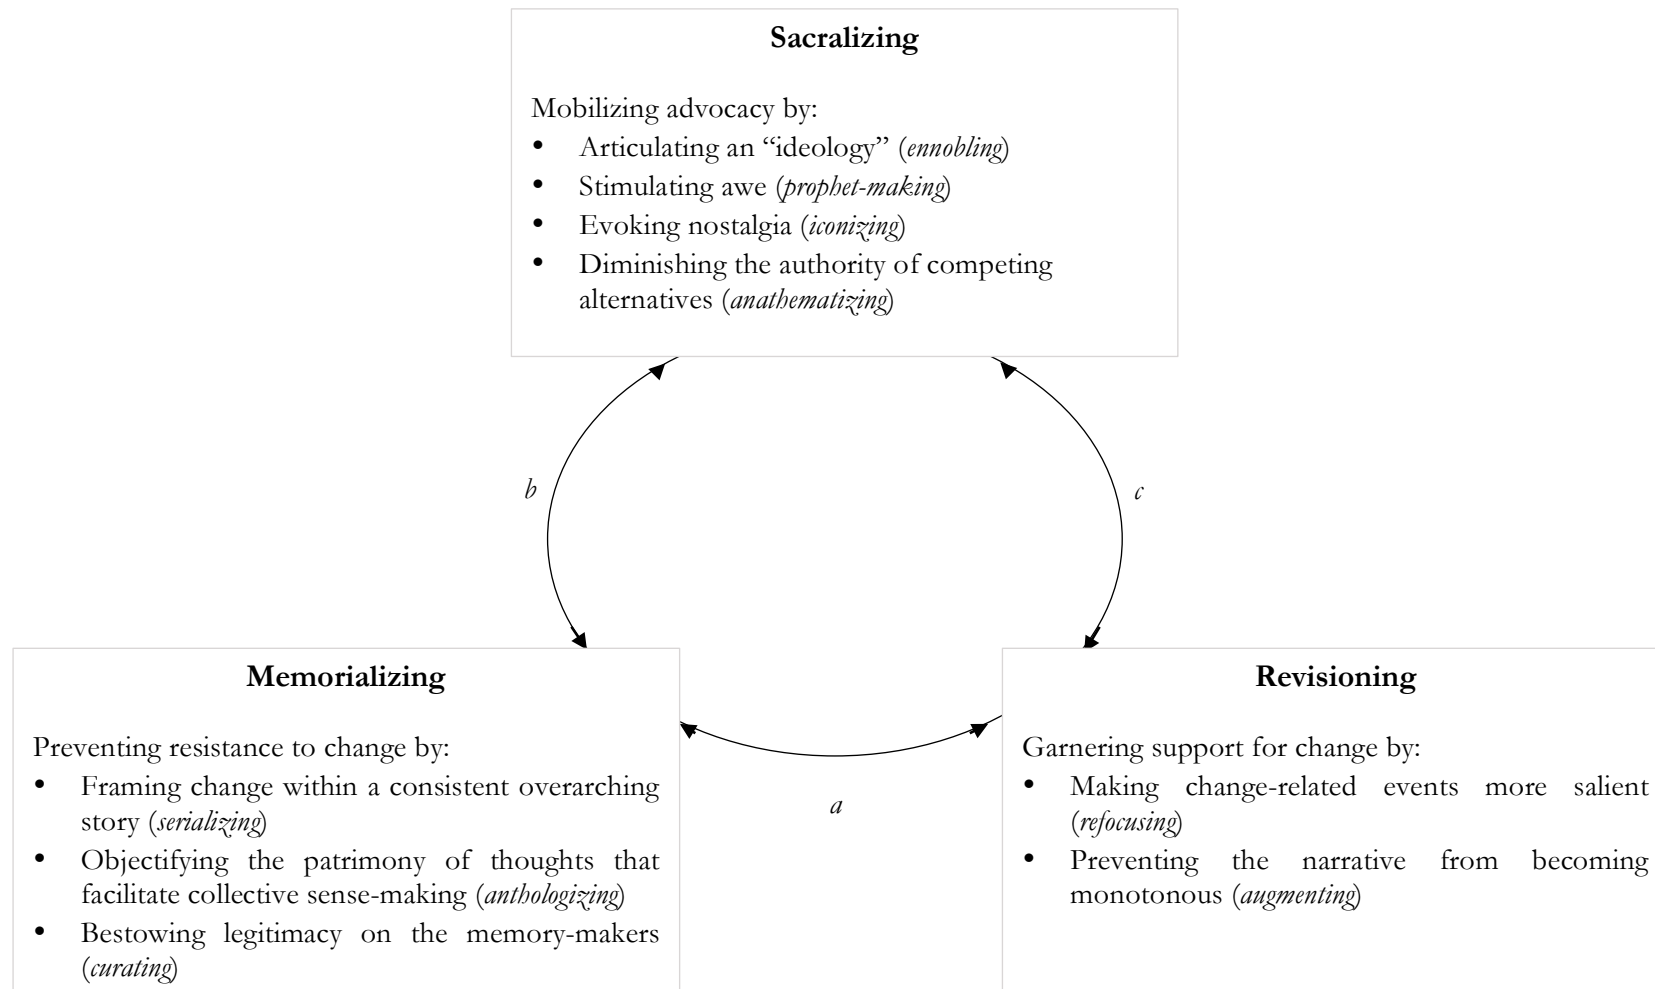 Sacralizing
Mobilizing advocacy by:
• Articulating an “ideology” (ennobling)
• Stimulating awe (prophet-making)
• Evoking nostalgia (iconizing)
• Diminishing the authority of competing
alternatives (anathematizing)
b
c
Memorializing
Preventing resistance to change by:
• Framing change within a consistent overarching
story (serializing)
• Objectifying the patrimony of thoughts that
facilitate collective sense-making (anthologizing)
• Bestowing legitimacy on the memory-makers
(curating)
a
Revisioning
Garnering support for change by:
• Making change-related events more salient
(refocusing)
• Preventing the narrative from becoming
monotonous (augmenting)